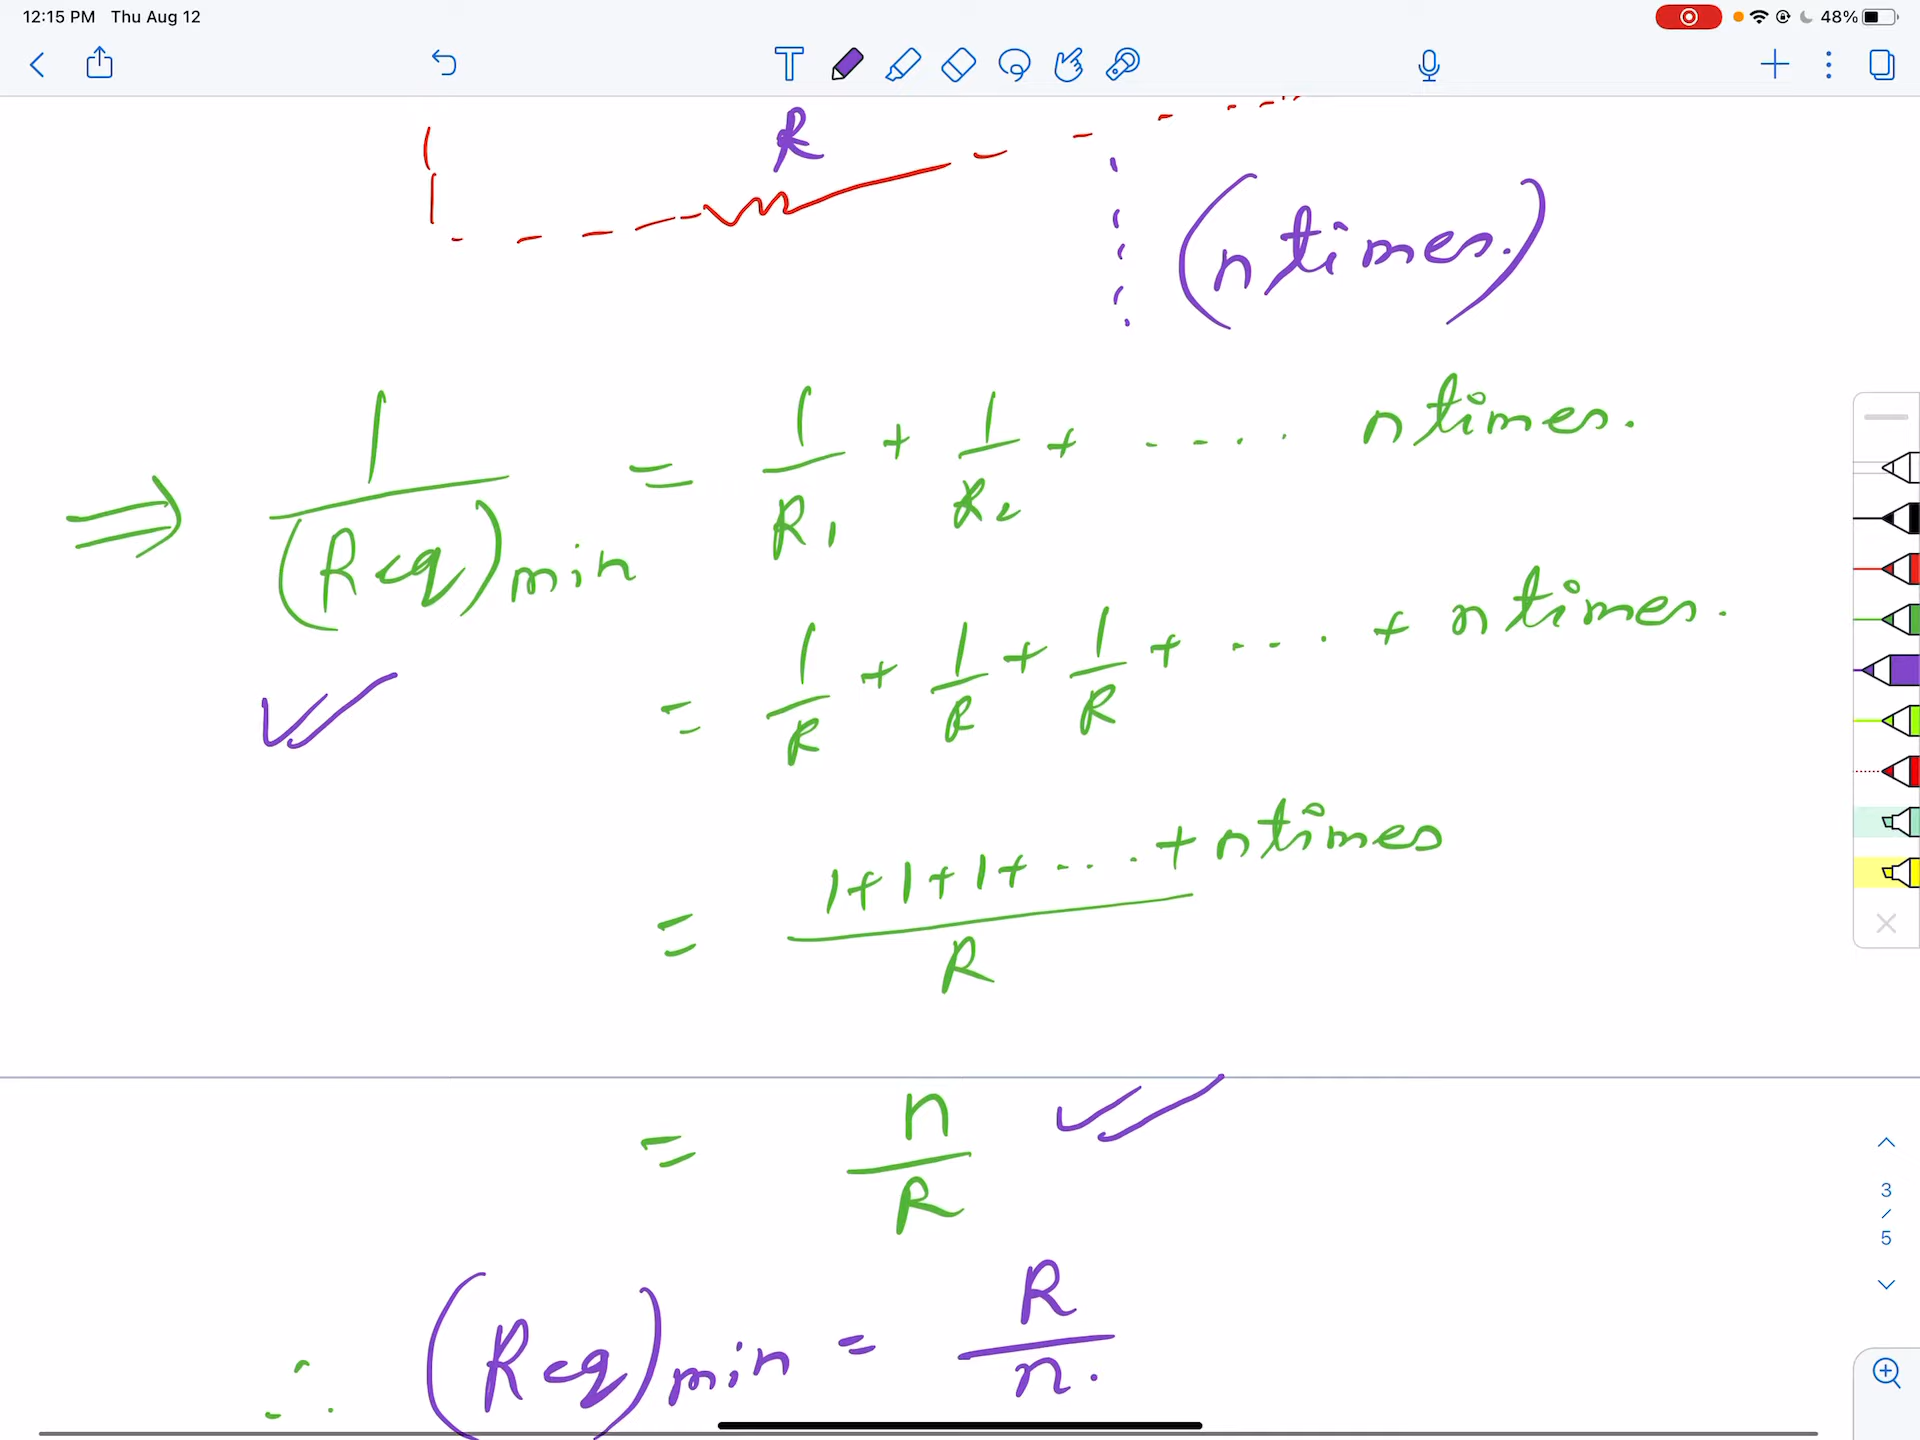 12:15 PM Thu Aug 12
48%
T
R
(n times.)
⇒ 1/(Req)min = 1/R₁ + 1/R₂ + - - . . n times.
= 1/R + 1/R + 1/R + . . . . + n times.
= 1+1+1+ . . . . + n times / R
= n/R
3
/
5
∴ (Req)min = R/n.